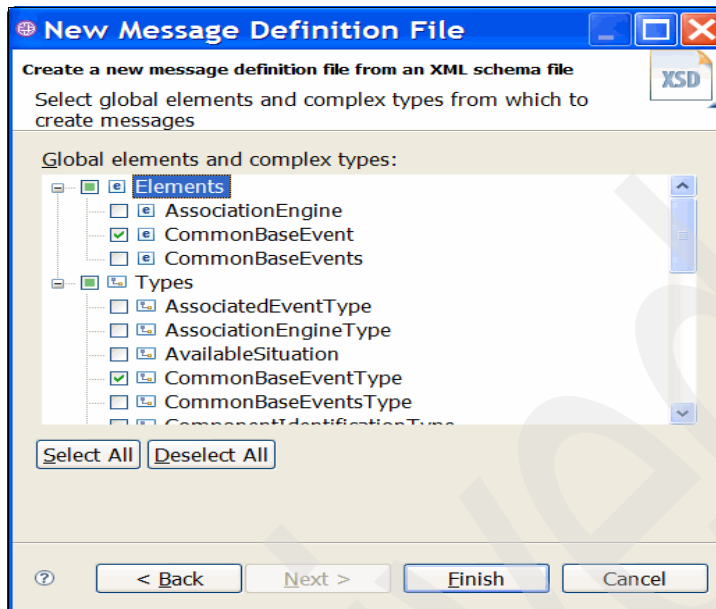 New Message Definition File
Create a new message definition file from an XML schema file
XSD
Select global elements and complex types from which to
create messages
Global elements and complex types:
Elements
AssociationEngine
CommonBaseEvent
CommonBaseEvents
Types
AssociatedEventType
AssociationEngineType
AvailableSituation
CommonBaseEventType
CommonBaseEventsType
ComponentIdentificationType
Select All Deselect All
< Back Next > Finish Cancel